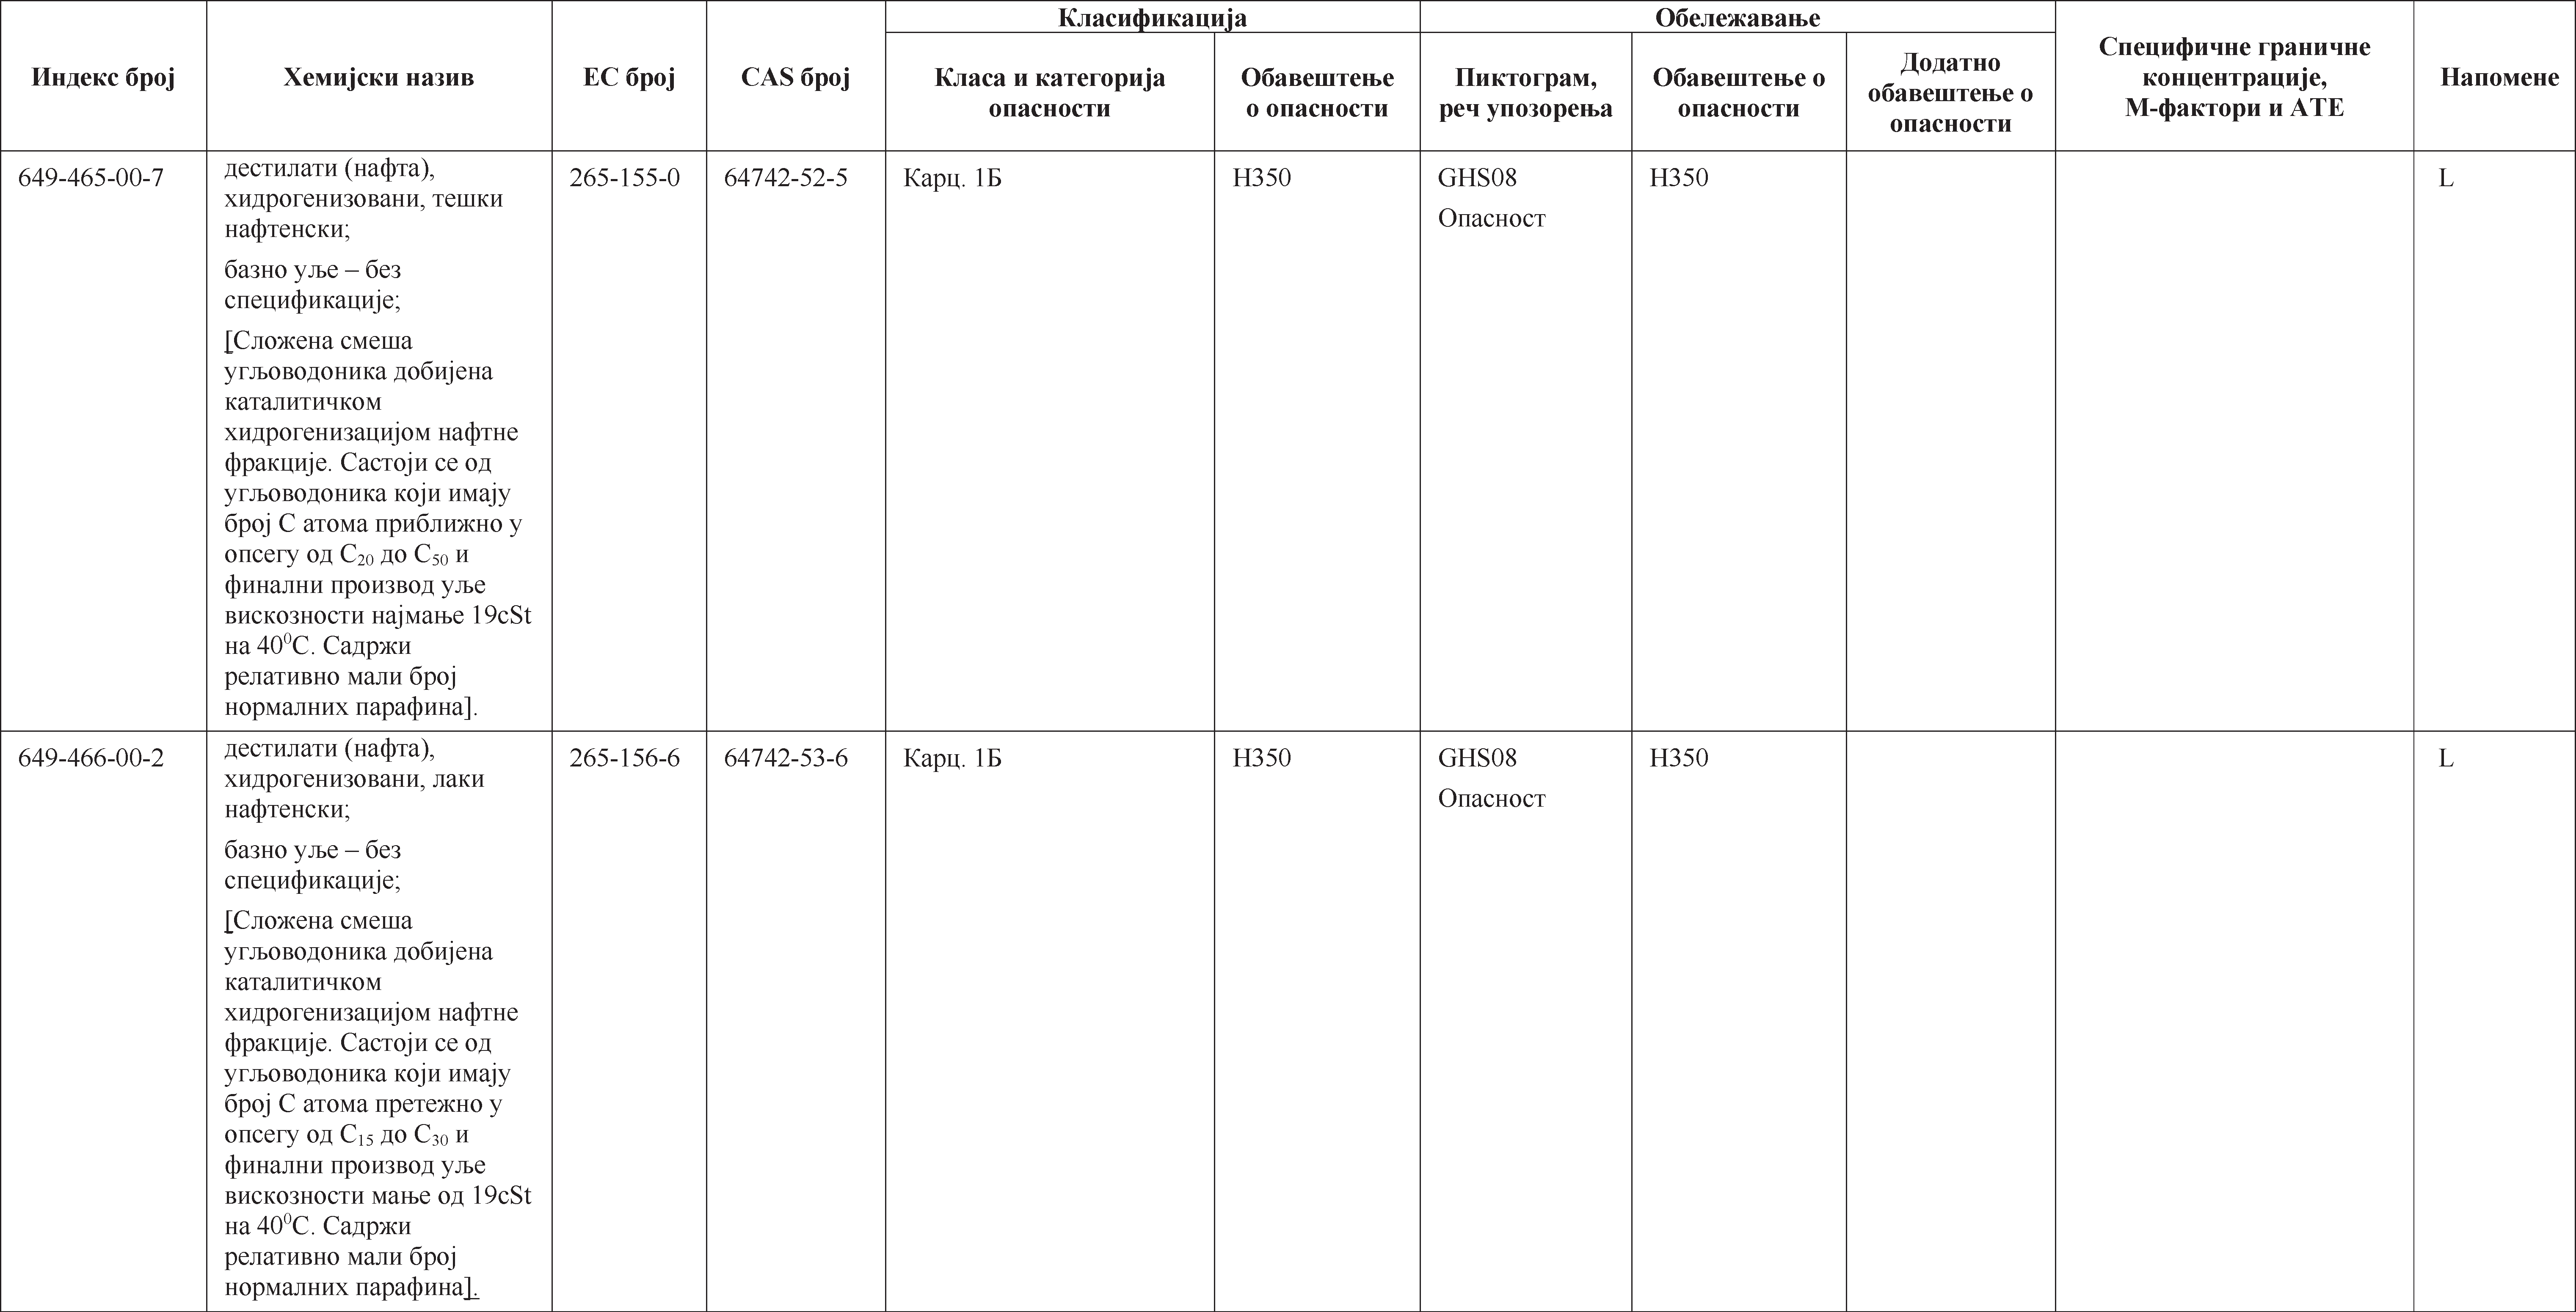 Индекс број
Хемијски назив
ЕС број
CAS број
Класификација
Обележавање
Специфичне граничне
концентрације,
М-фактори и АТЕ
Напомене
Класа и категорија
опасности
Обавештење
о опасности
Пиктограм,
реч упозорења
Обавештење о
опасности
Додатно
обавештење о
опасности
649-465-00-7
дестилати (нафта),
хидрогенизовани, тешки
нафтенски;
базно уље – без
спецификације;
[Сложена смеша
угљоводоника добијена
каталитичком
хидрогенизацијом нафтне
фракције. Састоји се од
угљоводоника који имају
број С атома приближно у
опсегу од C₂₀ до C₅₀ и
финални производ уље
вискозности најмање 19cSt
на 40⁰C. Садржи
релативно мали број
нормалних парафина].
265-155-0
64742-52-5
Карц. 1Б
H350
GHS08
Опасност
H350
L
649-466-00-2
дестилати (нафта),
хидрогенизовани, лаки
нафтенски;
базно уље – без
спецификације;
[Сложена смеша
угљоводоника добијена
каталитичком
хидрогенизацијом нафтне
фракције. Састоји се од
угљоводоника који имају
број С атома претежно у
опсегу од C₁₅ до C₃₀ и
финални производ уље
вискозности мање од 19cSt
на 40⁰C. Садржи
релативно мали број
нормалних парафина].
265-156-6
64742-53-6
Карц. 1Б
H350
GHS08
Опасност
H350
L